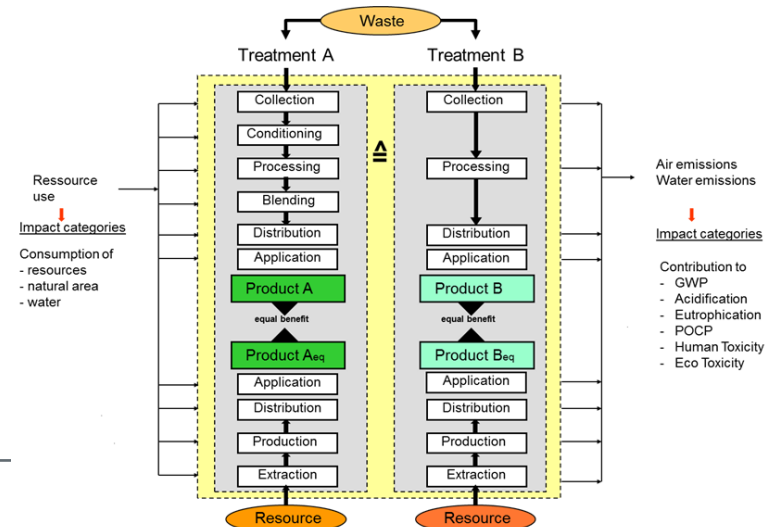 Waste
Treatment A
Treatment B
Collection
Conditioning
Processing
Blending
Distribution
Application
Product A
equal benefit
Product Aeq
Application
Distribution
Production
Extraction
Resource
≙
Collection
Processing
Distribution
Application
Product B
equal benefit
Product Beq
Application
Distribution
Production
Extraction
Resource
Ressource
use
Impact categories
Consumption of
- resources
- natural area
- water
Air emissions
Water emissions
Impact categories
Contribution to
- GWP
- Acidification
- Eutrophication
- POCP
- Human Toxicity
- Eco Toxicity